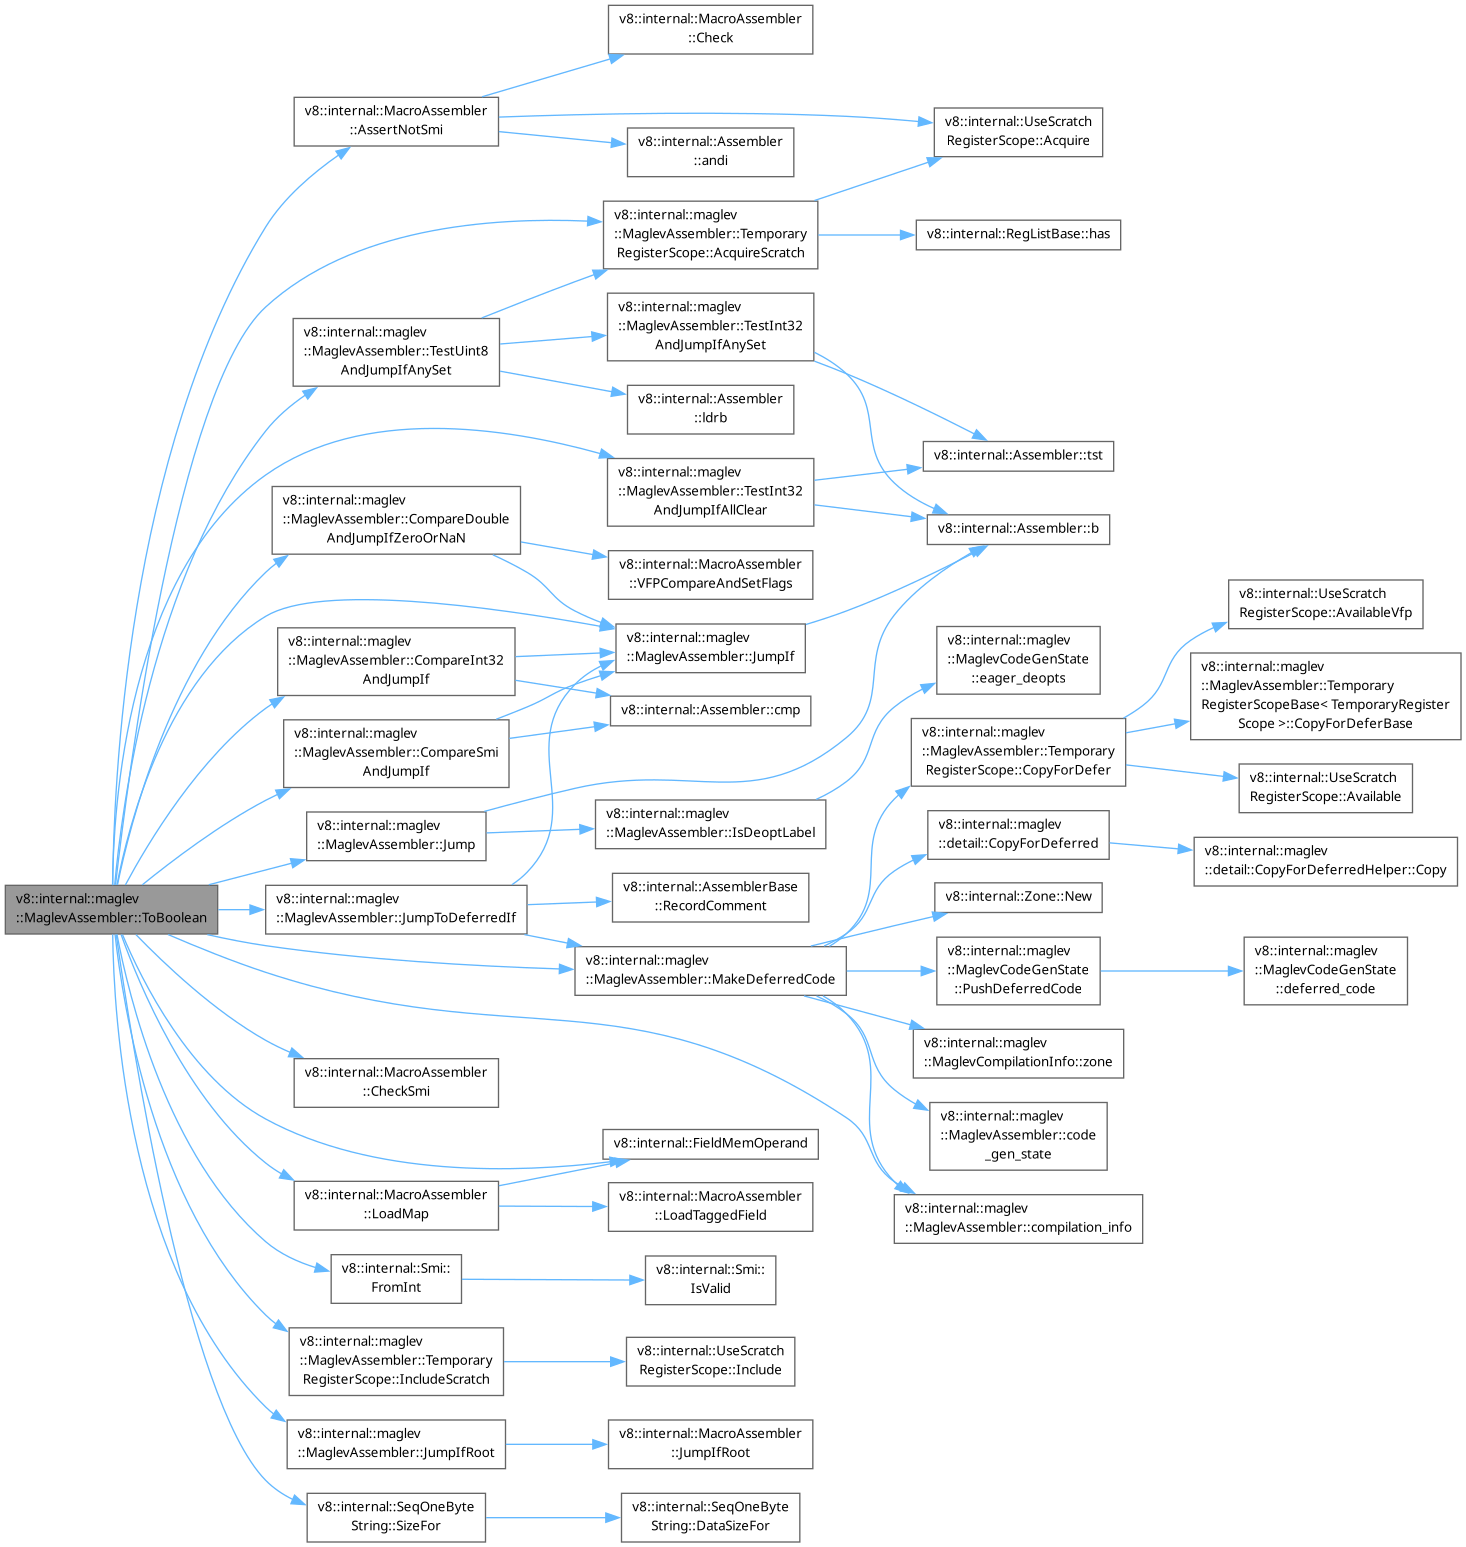 v8::internal::maglev
::MaglevAssembler::ToBoolean
v8::internal::MacroAssembler
::AssertNotSmi
v8::internal::MacroAssembler
::Check
v8::internal::UseScratch
RegisterScope::Acquire
v8::internal::Assembler
::andi
v8::internal::maglev
::MaglevAssembler::Temporary
RegisterScope::AcquireScratch
v8::internal::RegListBase::has
v8::internal::maglev
::MaglevAssembler::TestUint8
AndJumpIfAnySet
v8::internal::maglev
::MaglevAssembler::TestInt32
AndJumpIfAnySet
v8::internal::Assembler
::ldrb
v8::internal::Assembler::tst
v8::internal::maglev
::MaglevAssembler::TestInt32
AndJumpIfAllClear
v8::internal::Assembler::b
v8::internal::maglev
::MaglevAssembler::CompareDouble
AndJumpIfZeroOrNaN
v8::internal::MacroAssembler
::VFPCompareAndSetFlags
v8::internal::maglev
::MaglevAssembler::JumpIf
v8::internal::maglev
::MaglevAssembler::CompareInt32
AndJumpIf
v8::internal::Assembler::cmp
v8::internal::maglev
::MaglevAssembler::CompareSmi
AndJumpIf
v8::internal::maglev
::MaglevAssembler::Jump
v8::internal::maglev
::MaglevAssembler::IsDeoptLabel
v8::internal::maglev
::MaglevCodeGenState
::eager_deopts
v8::internal::maglev
::MaglevAssembler::JumpToDeferredIf
v8::internal::AssemblerBase
::RecordComment
v8::internal::maglev
::MaglevAssembler::MakeDeferredCode
v8::internal::maglev
::MaglevAssembler::Temporary
RegisterScope::CopyForDefer
v8::internal::UseScratch
RegisterScope::AvailableVfp
v8::internal::maglev
::MaglevAssembler::Temporary
RegisterScopeBase< TemporaryRegister
Scope >::CopyForDeferBase
v8::internal::UseScratch
RegisterScope::Available
v8::internal::maglev
::detail::CopyForDeferred
v8::internal::maglev
::detail::CopyForDeferredHelper::Copy
v8::internal::Zone::New
v8::internal::maglev
::MaglevCodeGenState
::PushDeferredCode
v8::internal::maglev
::MaglevCodeGenState
::deferred_code
v8::internal::maglev
::MaglevCompilationInfo::zone
v8::internal::maglev
::MaglevAssembler::code
_gen_state
v8::internal::maglev
::MaglevAssembler::compilation_info
v8::internal::MacroAssembler
::CheckSmi
v8::internal::FieldMemOperand
v8::internal::MacroAssembler
::LoadMap
v8::internal::MacroAssembler
::LoadTaggedField
v8::internal::Smi::
FromInt
v8::internal::Smi::
IsValid
v8::internal::maglev
::MaglevAssembler::Temporary
RegisterScope::IncludeScratch
v8::internal::UseScratch
RegisterScope::Include
v8::internal::maglev
::MaglevAssembler::JumpIfRoot
v8::internal::MacroAssembler
::JumpIfRoot
v8::internal::SeqOneByte
String::SizeFor
v8::internal::SeqOneByte
String::DataSizeFor